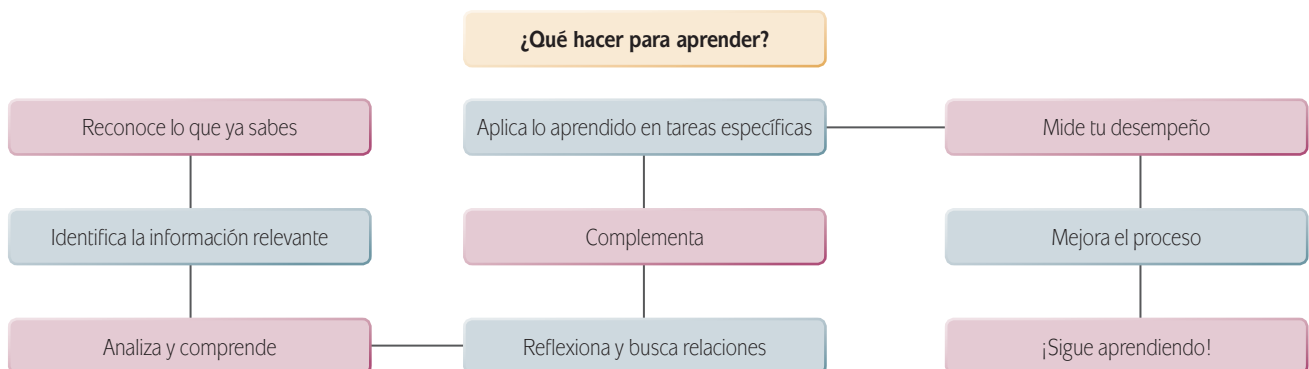 ¿Qué hacer para aprender?
Reconoce lo que ya sabes
Identifica la información relevante
Analiza y comprende
Reflexiona y busca relaciones
Complementa
Aplica lo aprendido en tareas específicas
Mide tu desempeño
Mejora el proceso
¡Sigue aprendiendo!